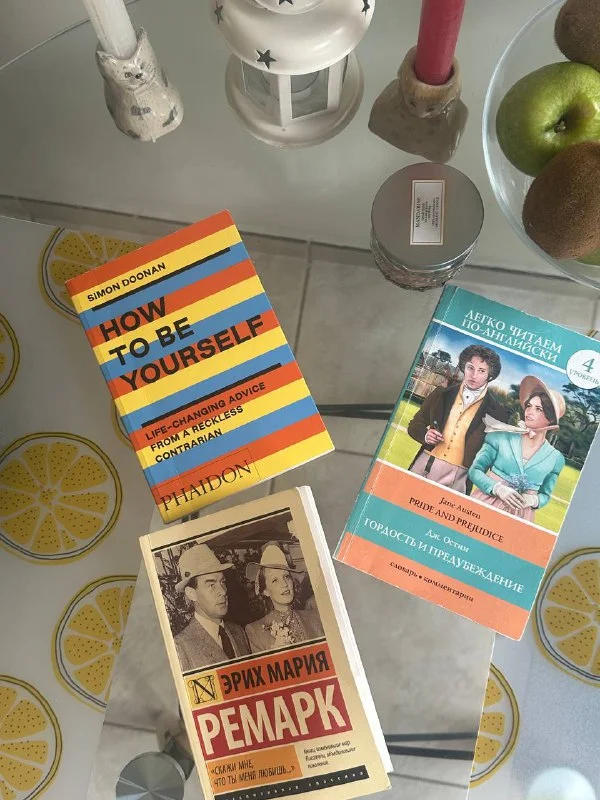 SIMON DOONAN
HOW
TO BE
YOURSELF
LIFE-CHANGING ADVICE
FROM A RECKLESS
CONTRARIAN
PHAIDON
ЛЕГКО ЧИТАЕМ
ПО-АНГЛИЙСКИ
4
УРОВЕНЬ
Jane Austen
PRIDE AND PREJUDICE
Дж. Остин
ГОРДОСТЬ И ПРЕДУБЕЖДЕНИЕ
словарь • комментарии
N
ЭРИХ МАРИЯ
РЕМАРК
«СКАЖИ МНЕ,
ЧТО ТЫ МЕНЯ ЛЮБИШЬ...»
MANDARINE